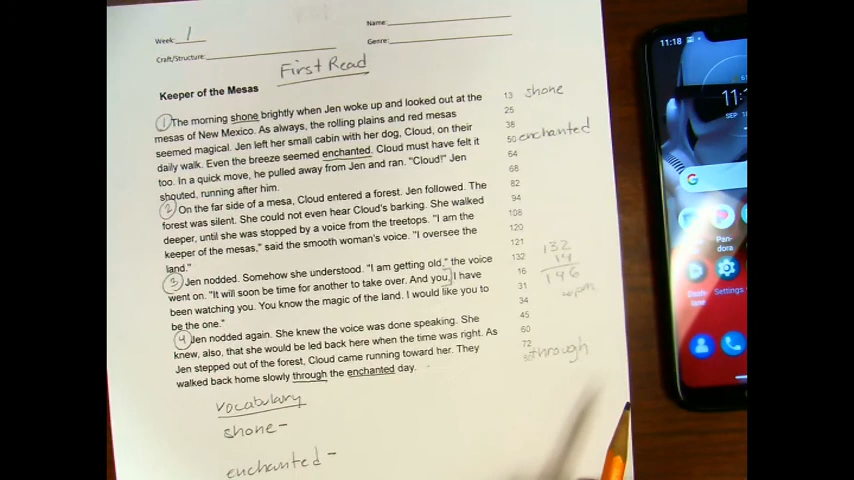 Week: 1
Name:
Craft/Structure:
Genre:
First Read
Keeper of the Mesas
1 The morning shone brightly when Jen woke up and looked out at the 13 shone
mesas of New Mexico. As always, the rolling plains and red mesas 25
seemed magical. Jen left her small cabin with her dog, Cloud, on their 38
daily walk. Even the breeze seemed enchanted. Cloud must have felt it 50 enchanted
too. In a quick move, he pulled away from Jen and ran. "Cloud!" Jen 64
shouted, running after him. 68
2 On the far side of a mesa, Cloud entered a forest. Jen followed. The 82
forest was silent. She could not even hear Cloud's barking. She walked 94
deeper, until she was stopped by a voice from the treetops. "I am the 108
keeper of the mesas," said the smooth woman's voice. "I oversee the 120
land." 121
3 Jen nodded. Somehow she understood. "I am getting old," the voice 132
went on. "It will soon be time for another to take over. And you,] I have 16
been watching you. You know the magic of the land. I would like you to 31
be the one." 34
4 Jen nodded again. She knew the voice was done speaking. She 45
knew, also, that she would be led back here when the time was right. As 60
Jen stepped out of the forest, Cloud came running toward her. They 72
walked back home slowly through the enchanted day. 80 through
132
14
146
wpm
Vocabulary
shone-
enchanted-
11:18
11:1
SEP
G
Pan-
dora
Settings